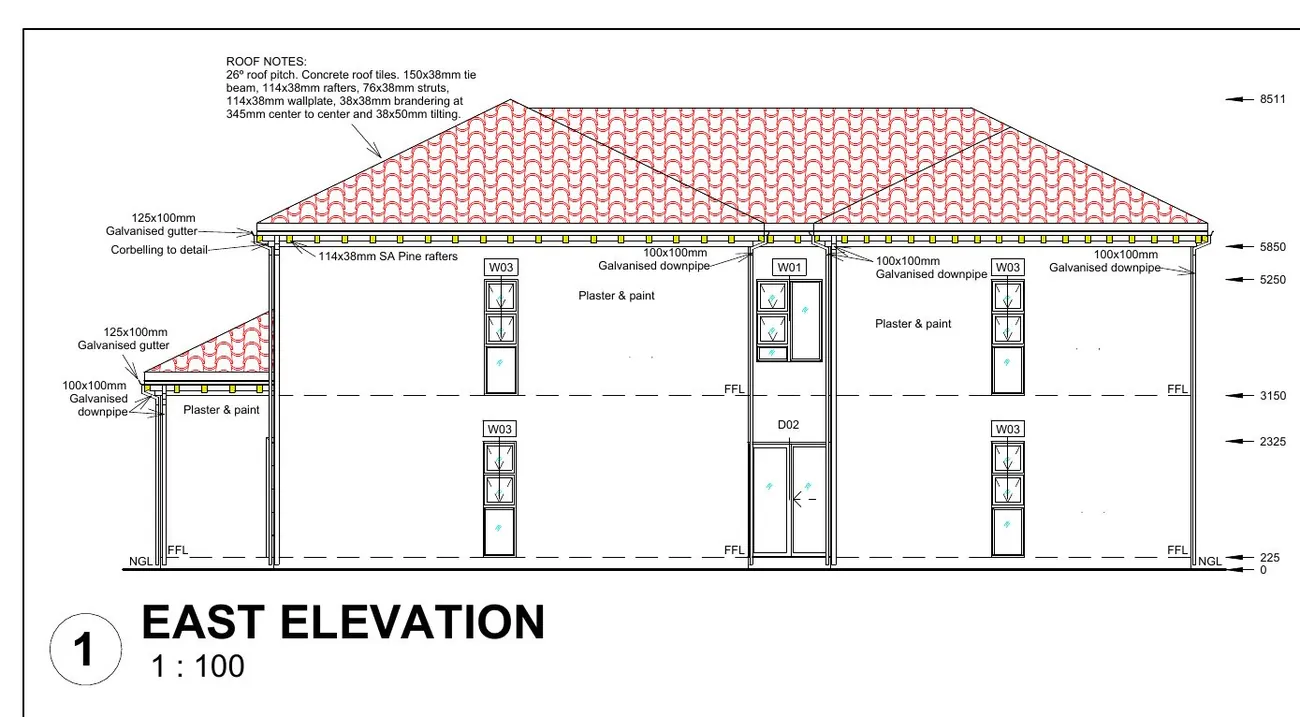 ROOF NOTES:
26º roof pitch. Concrete roof tiles. 150x38mm tie
beam, 114x38mm rafters, 76x38mm struts,
114x38mm wallplate, 38x38mm brandering at
345mm center to center and 38x50mm tilting.
8511
125x100mm
Galvanised gutter
Corbelling to detail
114x38mm SA Pine rafters
100x100mm
Galvanised downpipe
100x100mm
Galvanised downpipe
100x100mm
Galvanised downpipe
5850
W03
W01
W03
5250
Plaster & paint
Plaster & paint
125x100mm
Galvanised gutter
100x100mm
Galvanised
downpipe
Plaster & paint
FFL
FFL
3150
W03
D02
W03
2325
FFL
FFL
FFL
225
NGL
NGL
0
1
EAST ELEVATION
1 : 100